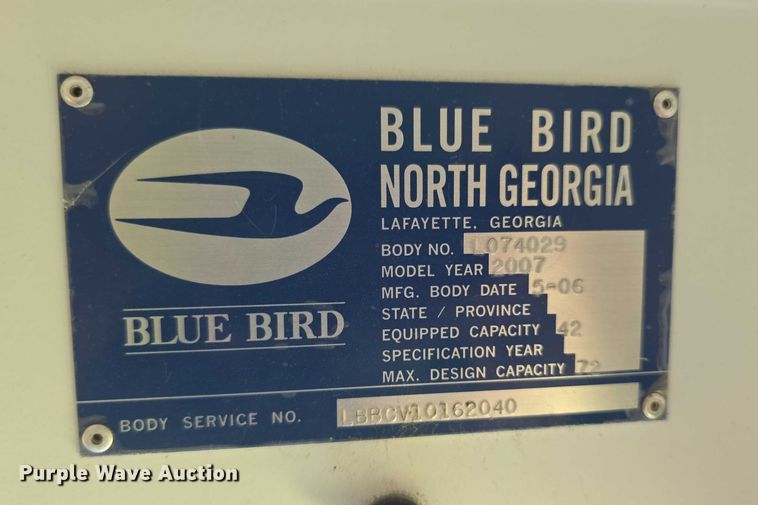 BLUE BIRD
NORTH GEORGIA
LAFAYETTE, GEORGIA
BODY NO. L074029
MODEL YEAR 2007
MFG. BODY DATE 5-06
STATE / PROVINCE
EQUIPPED CAPACITY 42
SPECIFICATION YEAR
MAX. DESIGN CAPACITY 72
BLUE BIRD
BODY SERVICE NO. LBBCV10162040
Purple Wave Auction